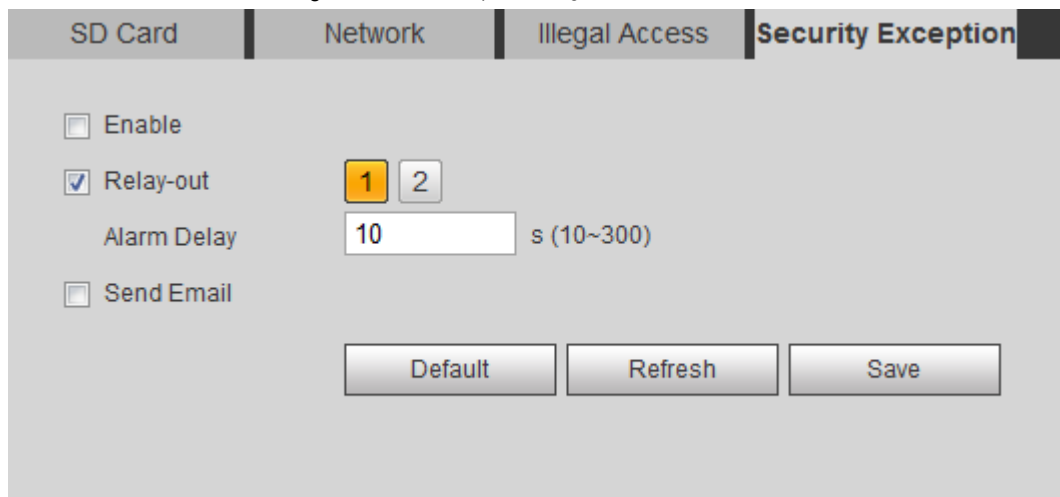 SD Card Network Illegal Access Security Exception
Enable
Relay-out 1 2
Alarm Delay 10 s (10~300)
Send Email
Default Refresh Save